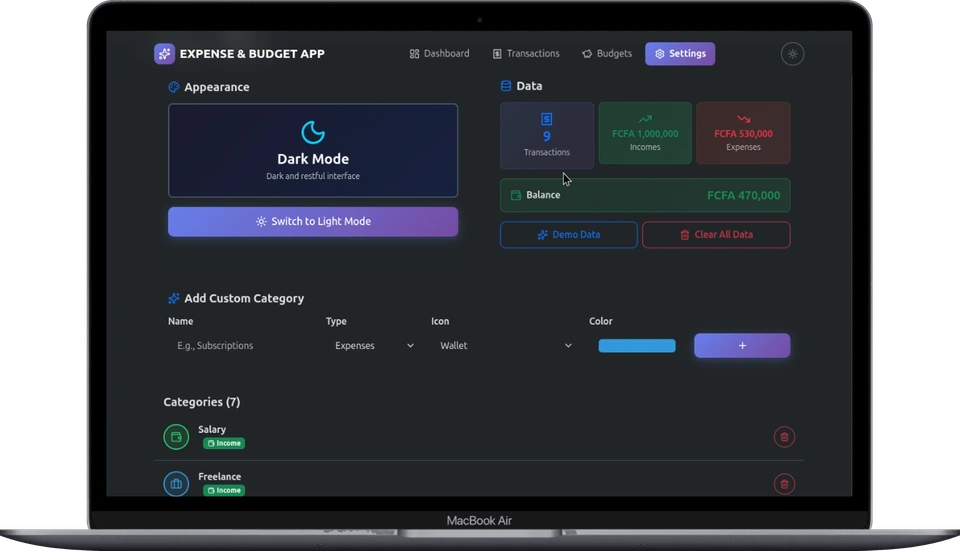 EXPENSE & BUDGET APP
Dashboard
Transactions
Budgets
Settings
Appearance
Dark Mode
Dark and restful interface
Switch to Light Mode
Data
9
Transactions
FCFA 1,000,000
Incomes
FCFA 530,000
Expenses
Balance
FCFA 470,000
Demo Data
Clear All Data
Add Custom Category
Name
Type
Icon
Color
E.g., Subscriptions
Expenses
Wallet
+
Categories (7)
Salary
Income
Freelance
Income
MacBook Air